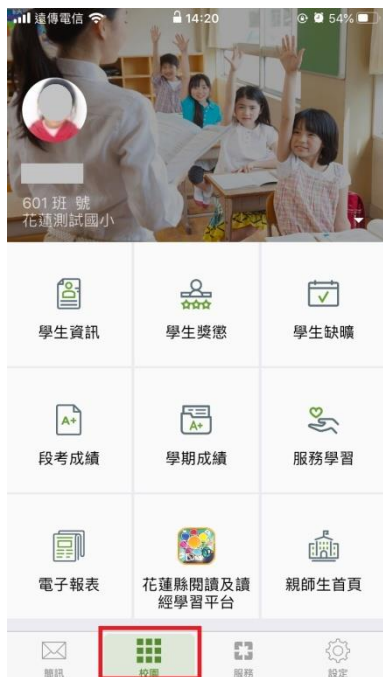 遠傳電信 14:20 54%
601 班 號
花蓮測試國小
學生資訊 學生獎懲 學生缺曠
A+ A+
段考成績 學期成績 服務學習
電子報表 花蓮縣閱讀及讀
經學習平台 親師生首頁
簡訊 校園 服務 設定